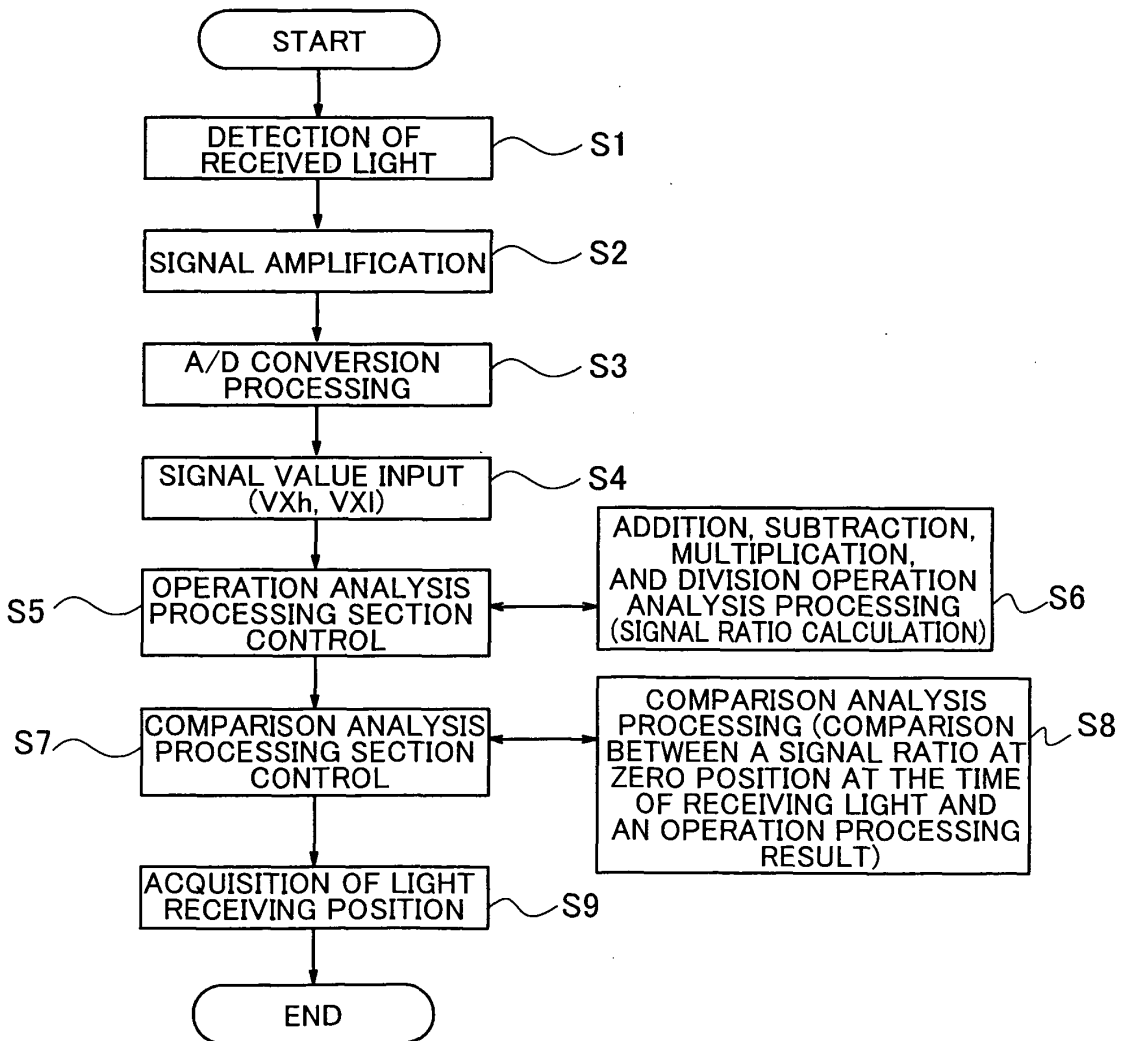 START
DETECTION OF
RECEIVED LIGHT
S1
SIGNAL AMPLIFICATION
S2
A/D CONVERSION
PROCESSING
S3
SIGNAL VALUE INPUT
(VXh, VXl)
S4
S5
OPERATION ANALYSIS
PROCESSING SECTION
CONTROL
ADDITION, SUBTRACTION,
MULTIPLICATION,
AND DIVISION OPERATION
ANALYSIS PROCESSING
(SIGNAL RATIO CALCULATION)
S6
S7
COMPARISON ANALYSIS
PROCESSING SECTION
CONTROL
COMPARISON ANALYSIS
PROCESSING (COMPARISON
BETWEEN A SIGNAL RATIO AT
ZERO POSITION AT THE TIME
OF RECEIVING LIGHT AND
AN OPERATION PROCESSING
RESULT)
S8
ACQUISITION OF LIGHT
RECEIVING POSITION
S9
END